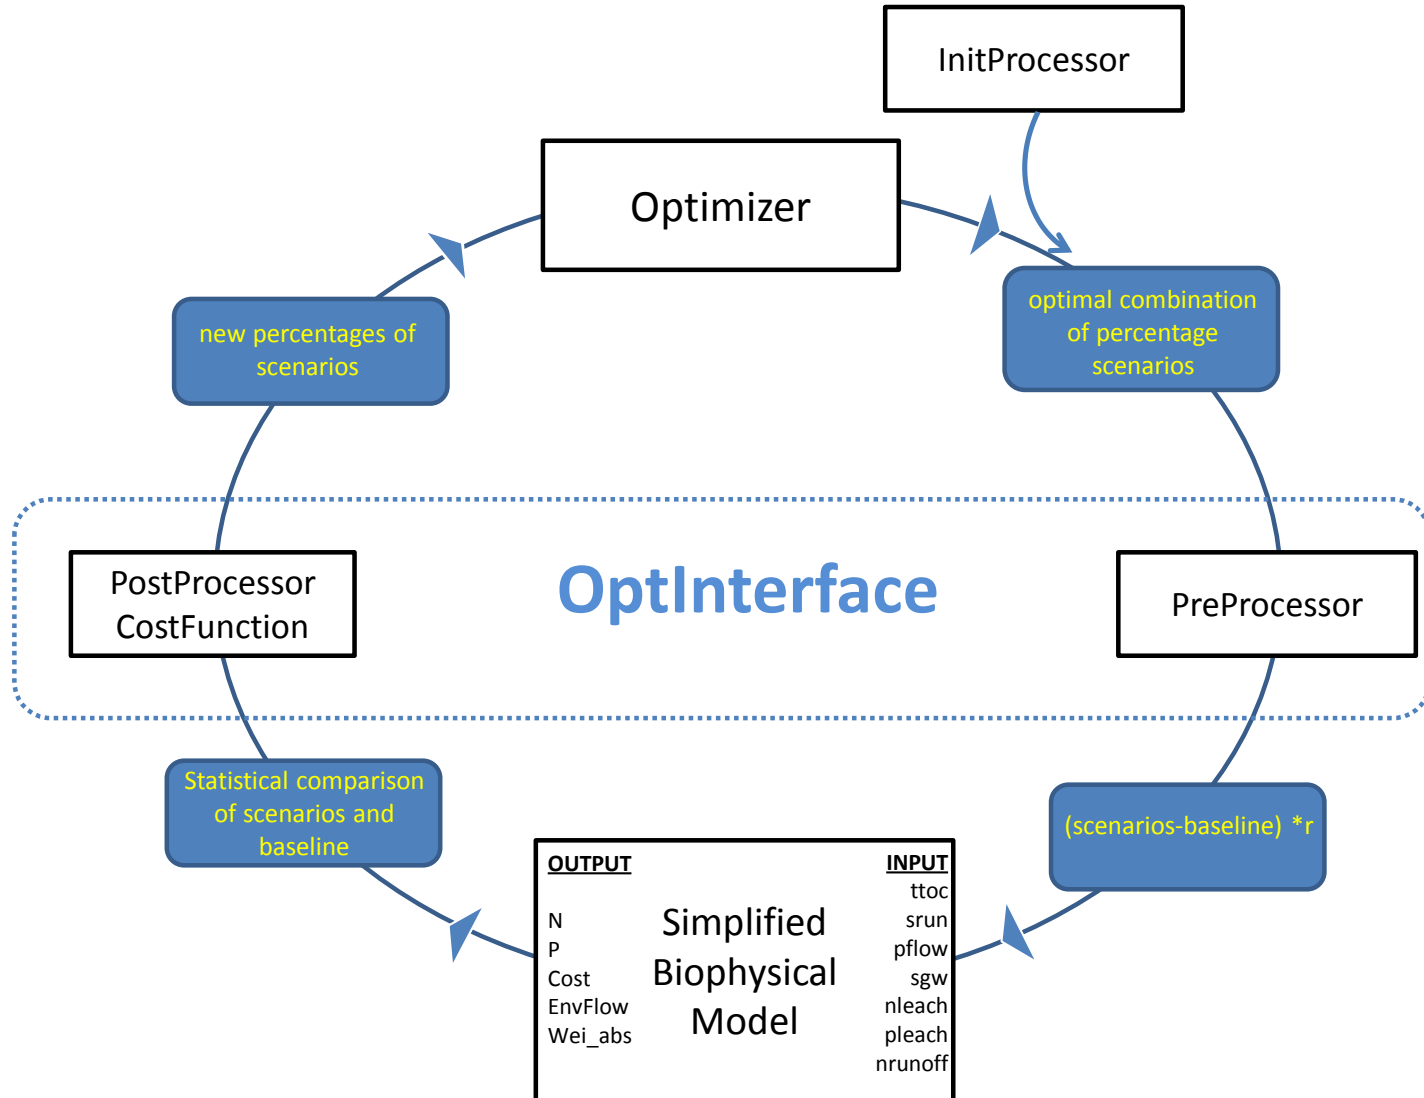 InitProcessor
Optimizer
new percentages of
scenarios
optimal combination
of percentage
scenarios
OptInterface
PostProcessor
CostFunction
PreProcessor
Statistical comparison
of scenarios and
baseline
(scenarios-baseline) *r
OUTPUT
N
P
Cost
EnvFlow
Wei_abs
Simplified
Biophysical
Model
INPUT
ttoc
srun
pflow
sgw
nleach
pleach
nrunoff